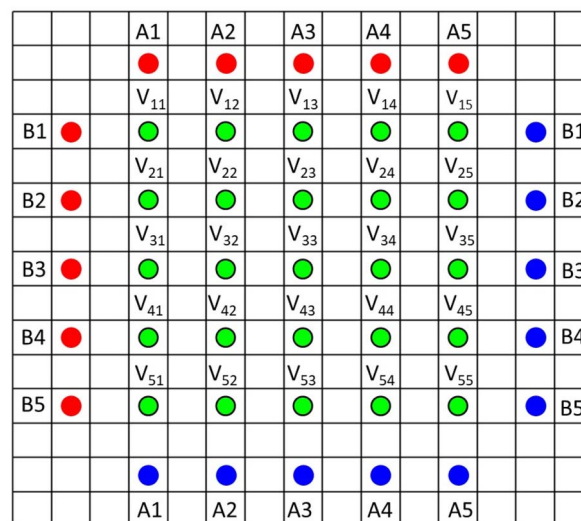 A1 A2 A3 A4 A5
V11 V12 V13 V14 V15
B1 B1
V21 V22 V23 V24 V25
B2 B2
V31 V32 V33 V34 V35
B3 B3
V41 V42 V43 V44 V45
B4 B4
V51 V52 V53 V54 V55
B5 B5
A1 A2 A3 A4 A5